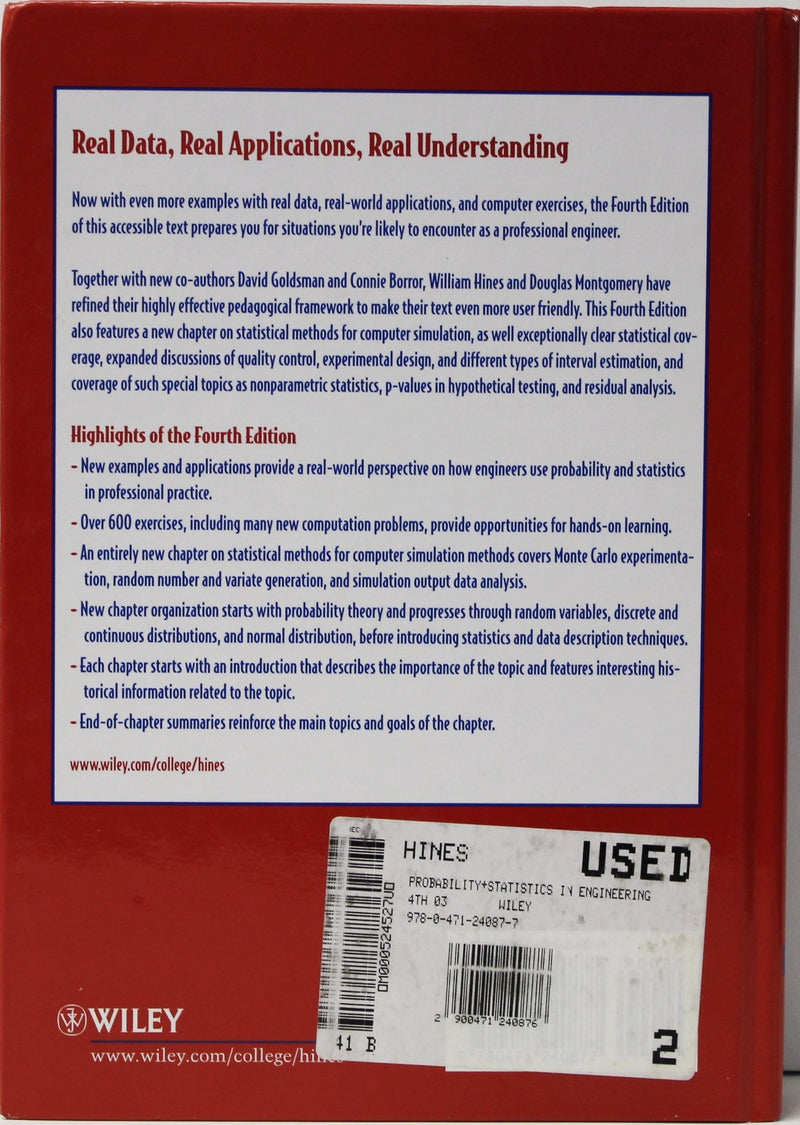 Real Data, Real Applications, Real Understanding
Now with even more examples with real data, real-world applications, and computer exercises, the Fourth Edition
of this accessible text prepares you for situations you're likely to encounter as a professional engineer.
Together with new co-authors David Goldsman and Connie Borror, William Hines and Douglas Montgomery have
refined their highly effective pedagogical framework to make their text even more user friendly. This Fourth Edition
also features a new chapter on statistical methods for computer simulation, as well exceptionally clear statistical cov-
erage, expanded discussions of quality control, experimental design, and different types of interval estimation, and
coverage of such special topics as nonparametric statistics, p-values in hypothetical testing, and residual analysis.
Highlights of the Fourth Edition
- New examples and applications provide a real-world perspective on how engineers use probability and statistics
in professional practice.
- Over 600 exercises, including many new computation problems, provide opportunities for hands-on learning.
- An entirely new chapter on statistical methods for computer simulation methods covers Monte Carlo experimenta-
tion, random number and variate generation, and simulation output data analysis.
- New chapter organization starts with probability theory and progresses through random variables, discrete and
continuous distributions, and normal distribution, before introducing statistics and data description techniques.
- Each chapter starts with an introduction that describes the importance of the topic and features interesting his-
torical information related to the topic.
- End-of-chapter summaries reinforce the main topics and goals of the chapter.
www.wiley.com/college/hines
IEC
HINES
USED
PROBABILITY+STATISTICS IN ENGINEERING
4TH 03 WILEY
978-0-471-24087-7
2 900471 240876
2
41 B
WILEY
www.wiley.com/college/hines